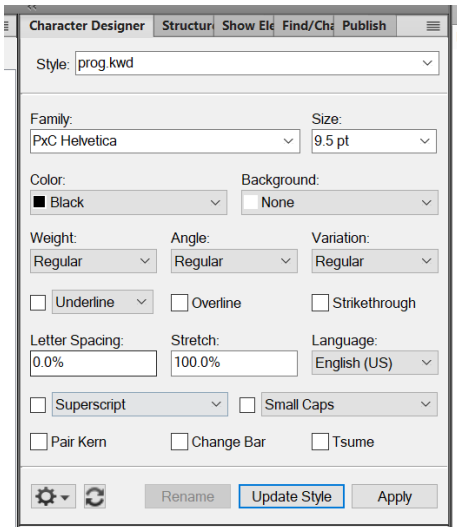 Character Designer Structur Show Ele Find/Cha Publish
Style: prog.kwd
Family: Size:
PxC Helvetica 9.5 pt
Color: Background:
Black None
Weight: Angle: Variation:
Regular Regular Regular
Underline Overline Strikethrough
Letter Spacing: Stretch: Language:
0.0% 100.0% English (US)
Superscript Small Caps
Pair Kern Change Bar Tsume
Rename Update Style Apply